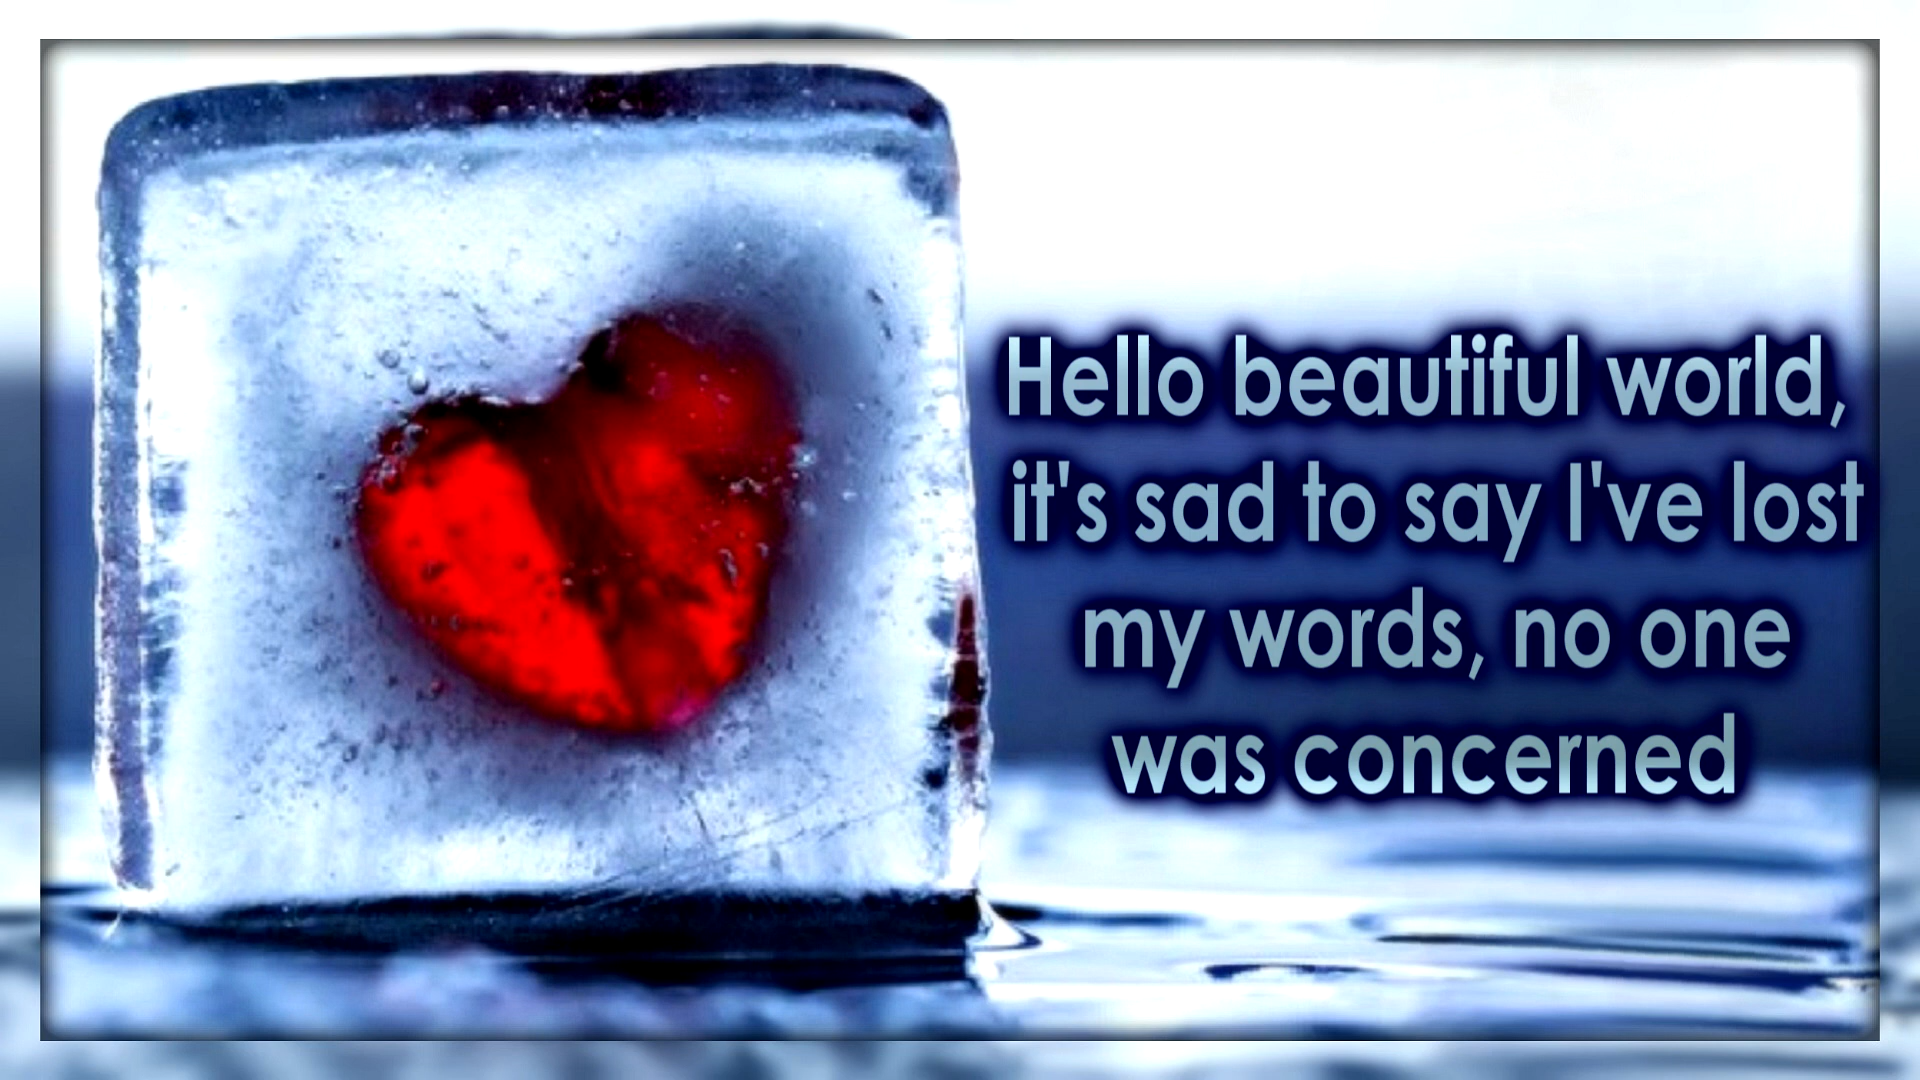 Hello beautiful world,
it's sad to say I've lost
my words, no one
was concerned